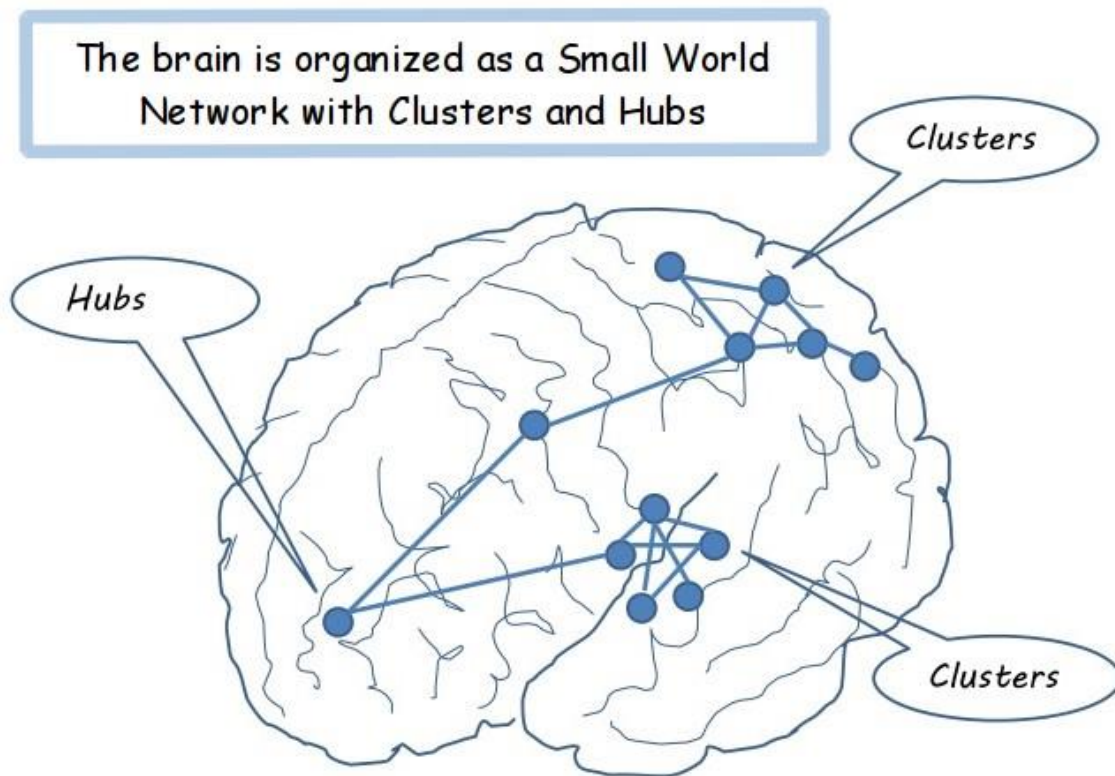 The brain is organized as a Small World
Network with Clusters and Hubs
Clusters
Hubs
Clusters